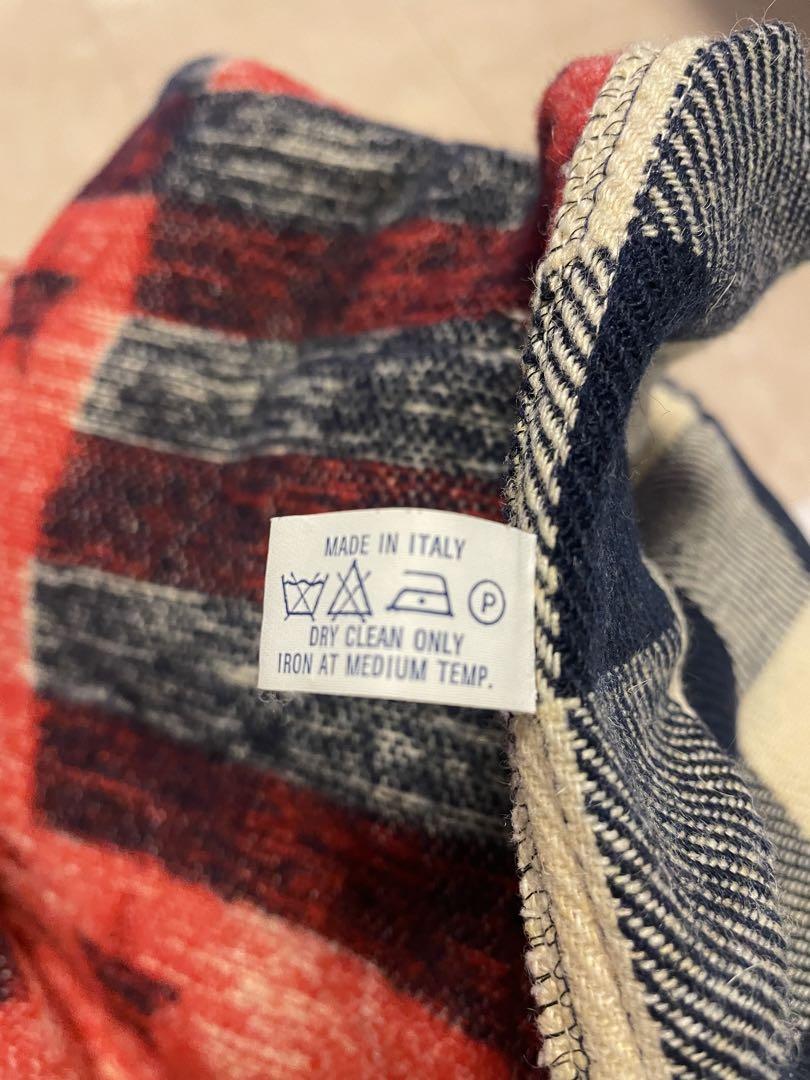 MADE IN ITALY
P
DRY CLEAN ONLY
IRON AT MEDIUM TEMP.